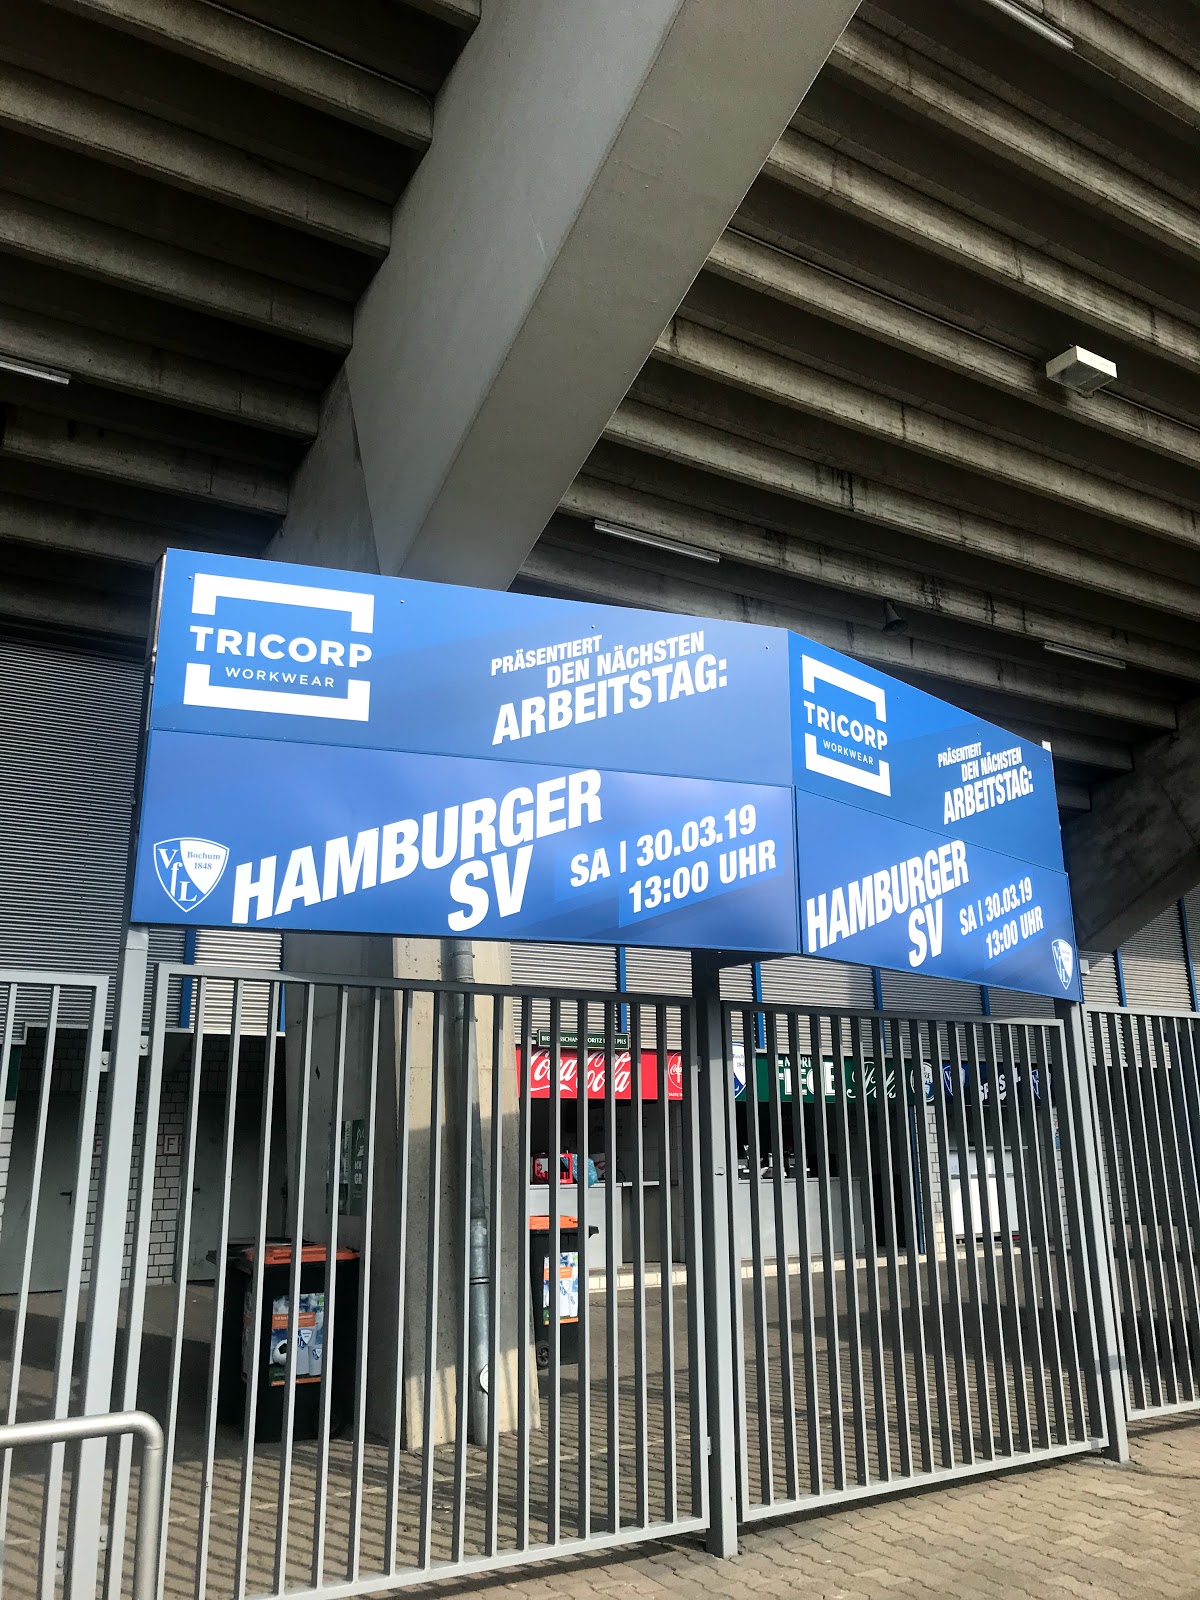 TRICORP
WORKWEAR
PRÄSENTIERT
DEN NÄCHSTEN
ARBEITSTAG:
VfL
Bochum
1848
HAMBURGER
SV
SA | 30.03.19
13:00 UHR
TRICORP
WORKWEAR
PRÄSENTIERT
DEN NÄCHSTEN
ARBEITSTAG:
HAMBURGER
SV
SA | 30.03.19
13:00 UHR
Coca-Cola
F